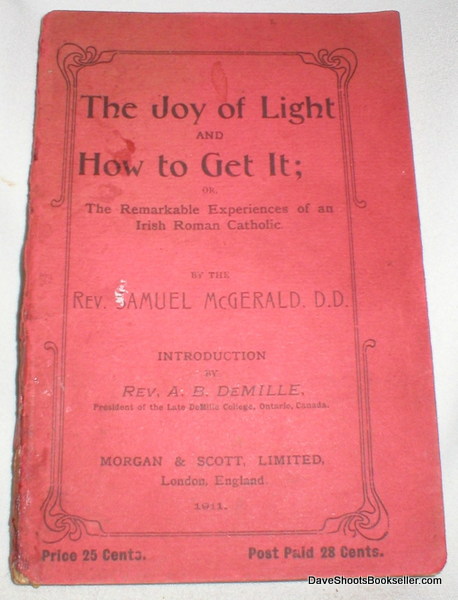 The Joy of Light
AND
How to Get It;
OR,
The Remarkable Experiences of an
Irish Roman Catholic.
BY THE
REV. SAMUEL MCGERALD, D.D.
INTRODUCTION
BY
REV. A. B. DEMILLE,
President of the Late DeMille College, Ontario, Canada.
MORGAN & SCOTT, LIMITED,
London, England.
1911.
Price 25 Cents.
Post Paid 28 Cents.
DaveShootsBookseller.com